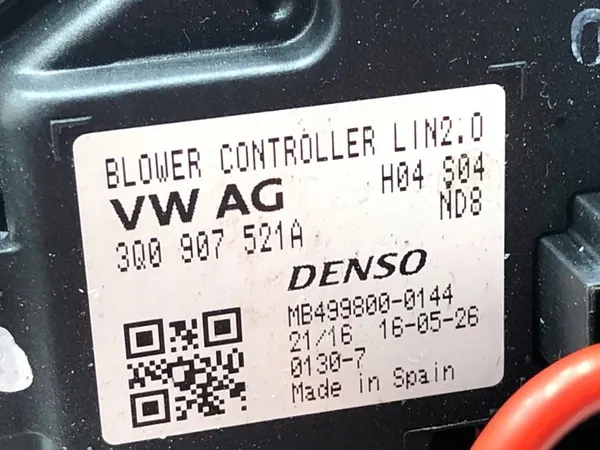 BLOWER CONTROLLER LIN2.0
VW AG H04 S04
ND8
3Q0 907 521A
DENSO
MB499800-0144
21/16 16-05-26
0130-7
Made in Spain